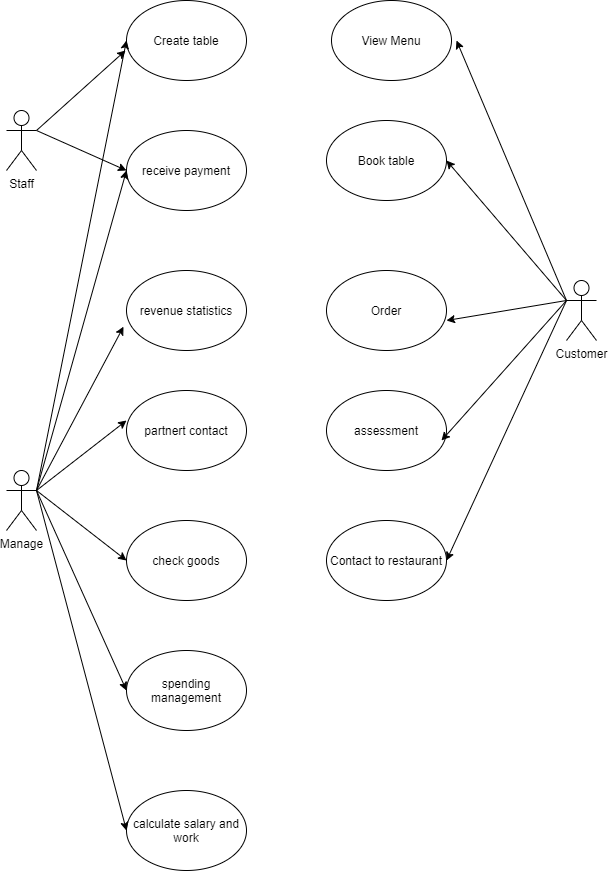 Create table
View Menu
Staff
receive payment
Book table
revenue statistics
Order
Customer
partnert contact
assessment
Manage
check goods
Contact to restaurant
spending
management
calculate salary and
work